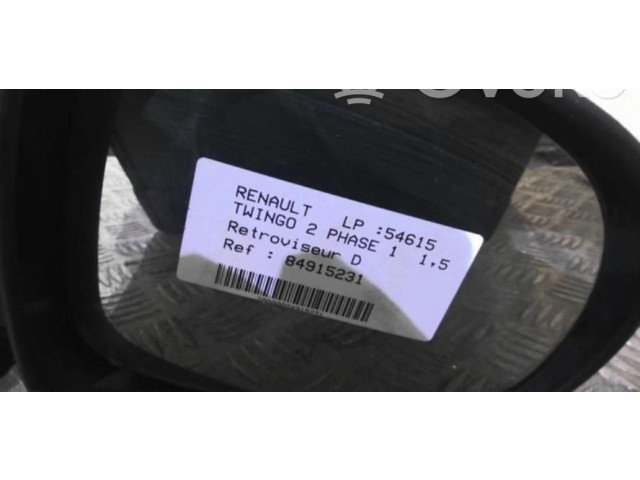 RENAULT LP :54615
TWINGO 2 PHASE 1 1,5
Retroviseur D
Ref : 84915231